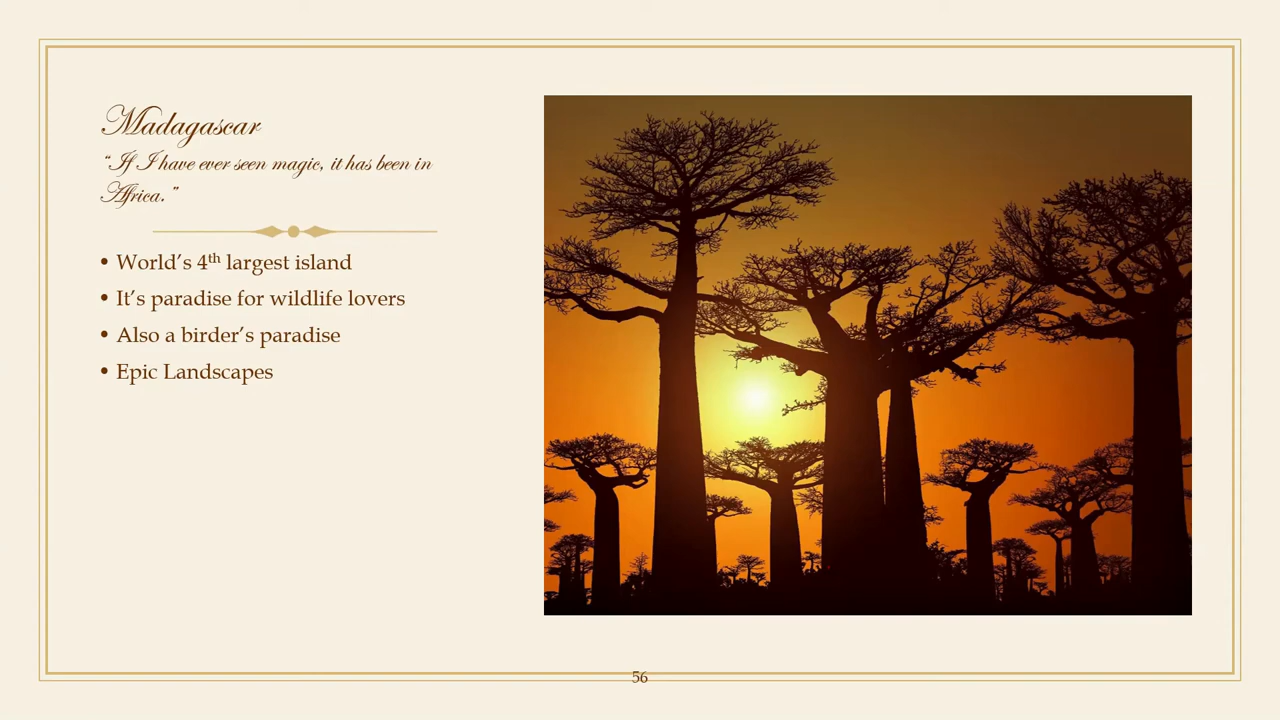 Madagascar
“If I have ever seen magic, it has been in
Africa.”
• World’s 4th largest island
• It’s paradise for wildlife lovers
• Also a birder’s paradise
• Epic Landscapes
56